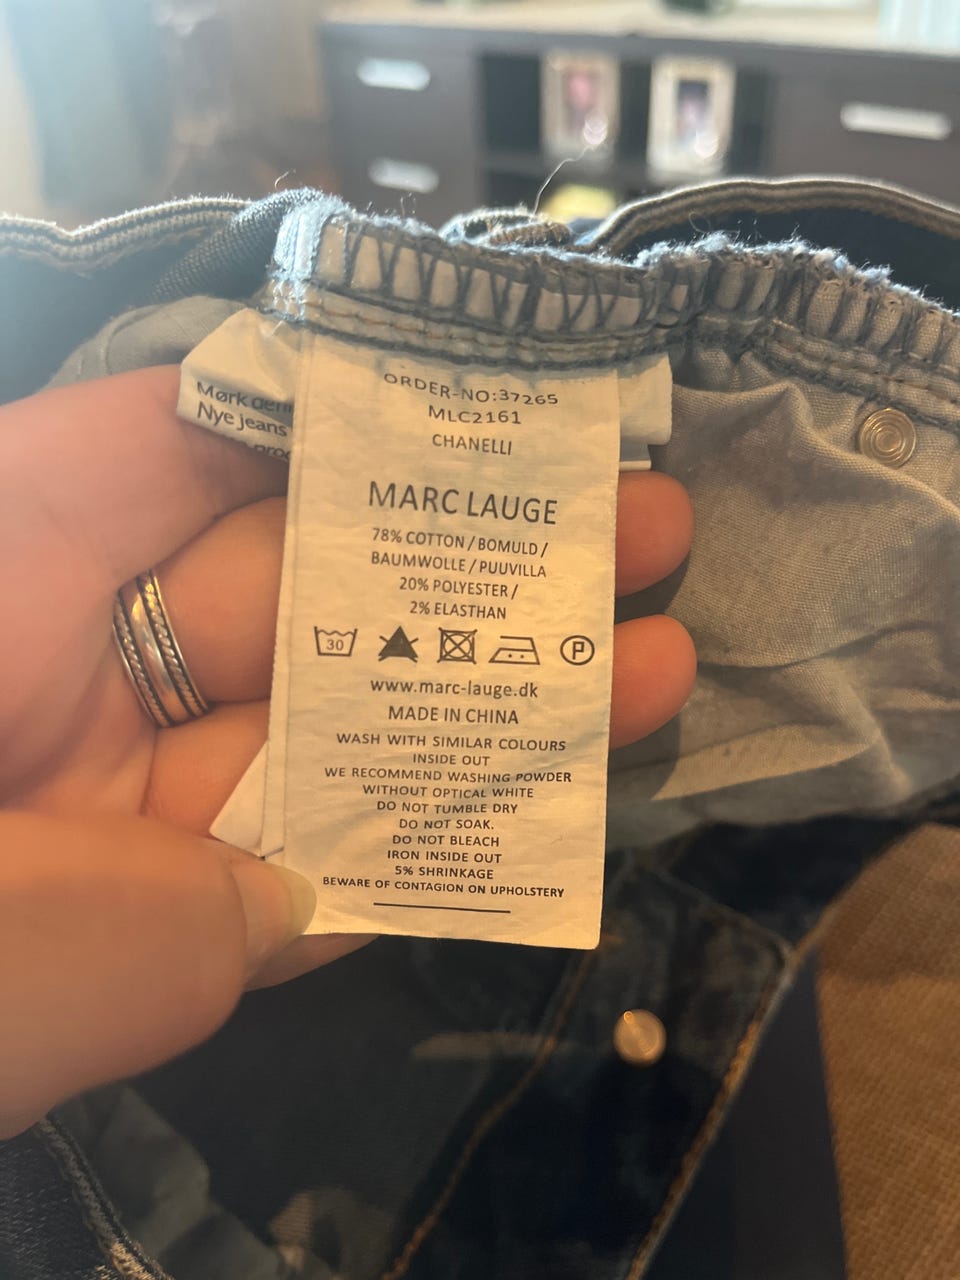 Mørk
Nye jeans
ORDER-NO:37265
MLC2161
CHANELLI
MARC LAUGE
78% COTTON / BOMULD /
BAUMWOLLE / PUUVILLA
20% POLYESTER /
2% ELASTHAN
30
P
www.marc-lauge.dk
MADE IN CHINA
WASH WITH SIMILAR COLOURS
INSIDE OUT
WE RECOMMEND WASHING POWDER
WITHOUT OPTICAL WHITE
DO NOT TUMBLE DRY
DO NOT SOAK.
DO NOT BLEACH
IRON INSIDE OUT
5% SHRINKAGE
BEWARE OF CONTAGION ON UPHOLSTERY